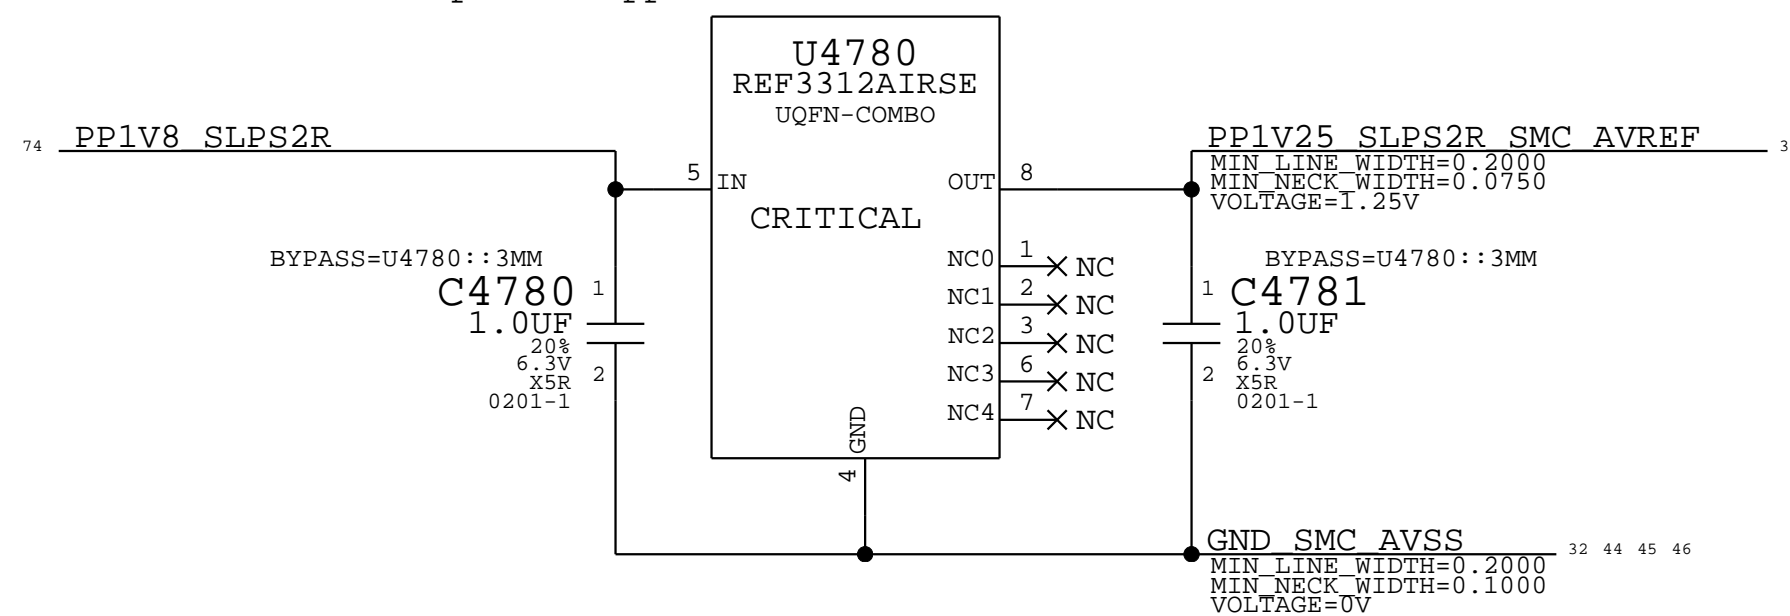 U4780
REF3312AIRSE
UQFN-COMBO
CRITICAL
74 PP1V8_SLPS2R
5 IN
OUT 8
PP1V25_SLPS2R_SMC_AVREF 3
MIN_LINE_WIDTH=0.2000
MIN_NECK_WIDTH=0.0750
VOLTAGE=1.25V
BYPASS=U4780::3MM
C4780 1
1.0UF
20%
6.3V
X5R 2
0201-1
NC0 1 NC
NC1 2 NC
NC2 3 NC
NC3 6 NC
NC4 7 NC
GND
4
BYPASS=U4780::3MM
1 C4781
1.0UF
20%
6.3V
2 X5R
0201-1
GND_SMC_AVSS 32 44 45 46
MIN_LINE_WIDTH=0.2000
MIN_NECK_WIDTH=0.1000
VOLTAGE=0V